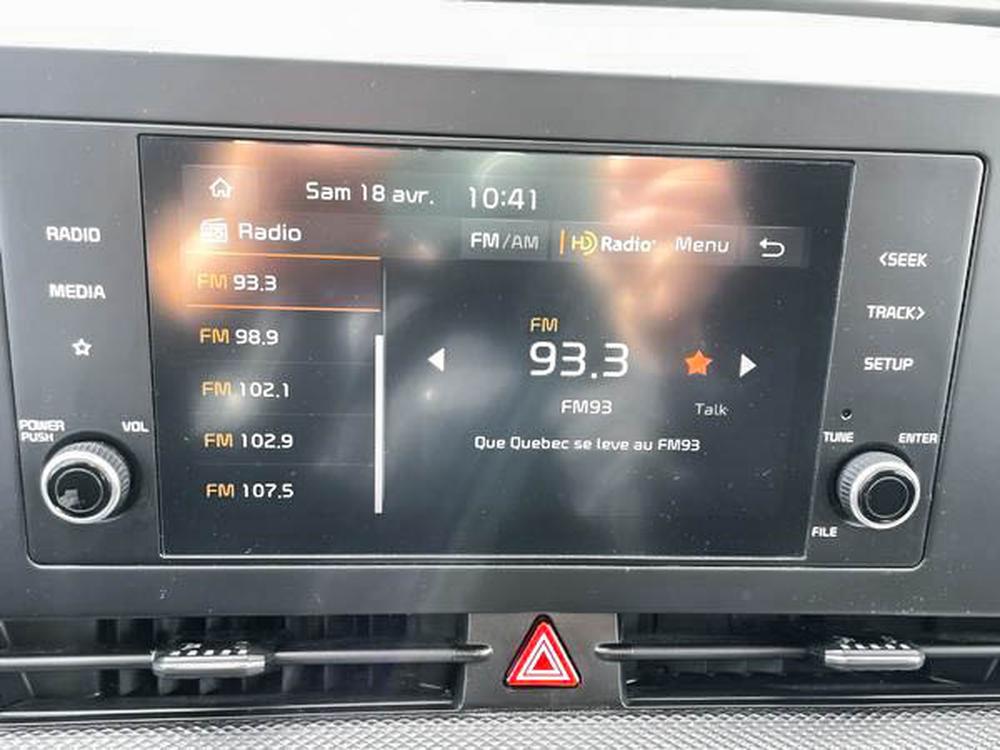 Sam 18 avr. 10:41
Radio
FM/AM
HD Radio
Menu
FM 93.3
FM 98.9
FM 102.1
FM 102.9
FM 107.5
FM
93.3
FM93
Talk
Que Quebec se leve au FM93
RADIO
MEDIA
POWER
PUSH
VOL
<SEEK
TRACK>
SETUP
TUNE
ENTER
FILE